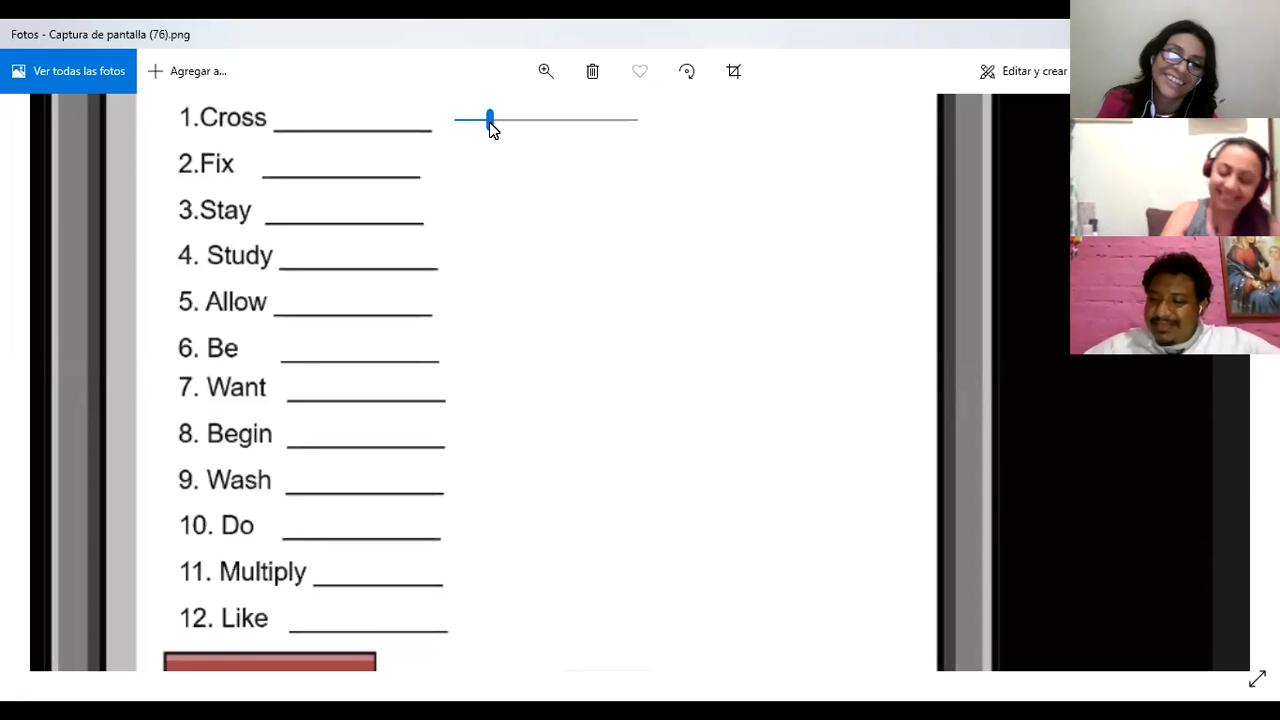 Fotos - Captura de pantalla (76).png
Ver todas las fotos
Agregar a...
Editar y crear
1.Cross
2.Fix
3.Stay
4. Study
5. Allow
6. Be
7. Want
8. Begin
9. Wash
10. Do
11. Multiply
12. Like